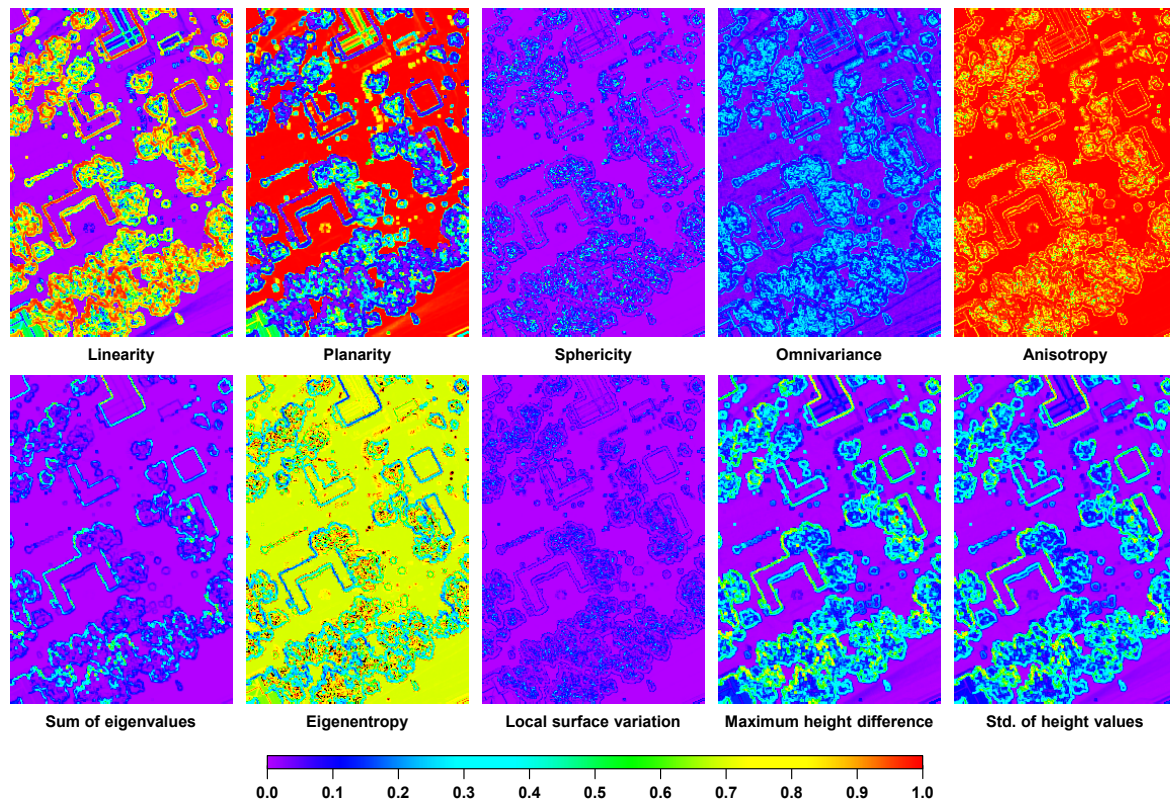 Linearity Planarity Sphericity Omnivariance Anisotropy
Sum of eigenvalues Eigenentropy Local surface variation Maximum height difference Std. of height values
0.0 0.1 0.2 0.3 0.4 0.5 0.6 0.7 0.8 0.9 1.0